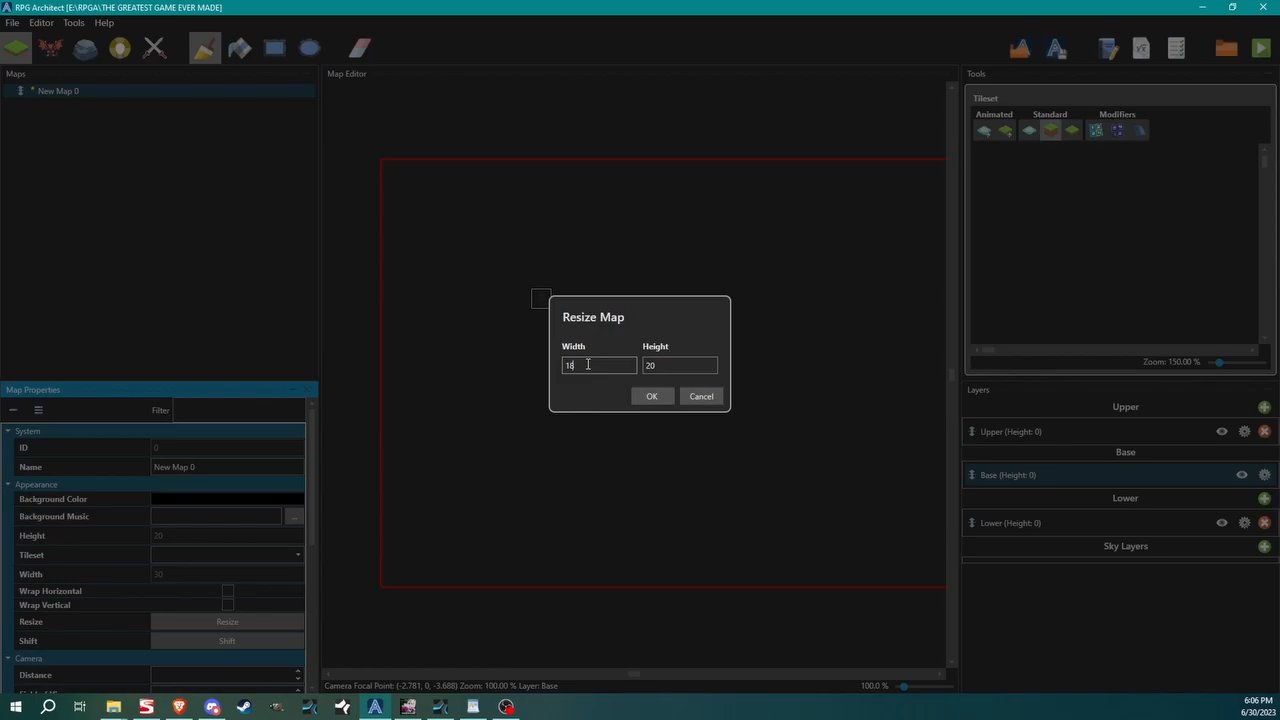 RPG Architect [E:\RPGA\THE GREATEST GAME EVER MADE]
File Editor Tools Help
Maps
* New Map 0
Map Editor
Tools
Tileset
Animated Standard Modifiers
Zoom: 150.00 %
Resize Map
Width Height
18 20
OK Cancel
Map Properties
Filter
System
ID 0
Name New Map 0
Appearance
Background Color
Background Music ...
Height 20
Tileset
Width 30
Wrap Horizontal
Wrap Vertical
Resize Resize
Shift Shift
Camera
Distance
Layers
Upper
Upper (Height: 0)
Base
Base (Height: 0)
Lower
Lower (Height: 0)
Sky Layers
Camera Focal Point: (-2.781, 0, -3.688) Zoom: 100.00 % Layer: Base
100.0 %
6:06 PM
6/30/2023